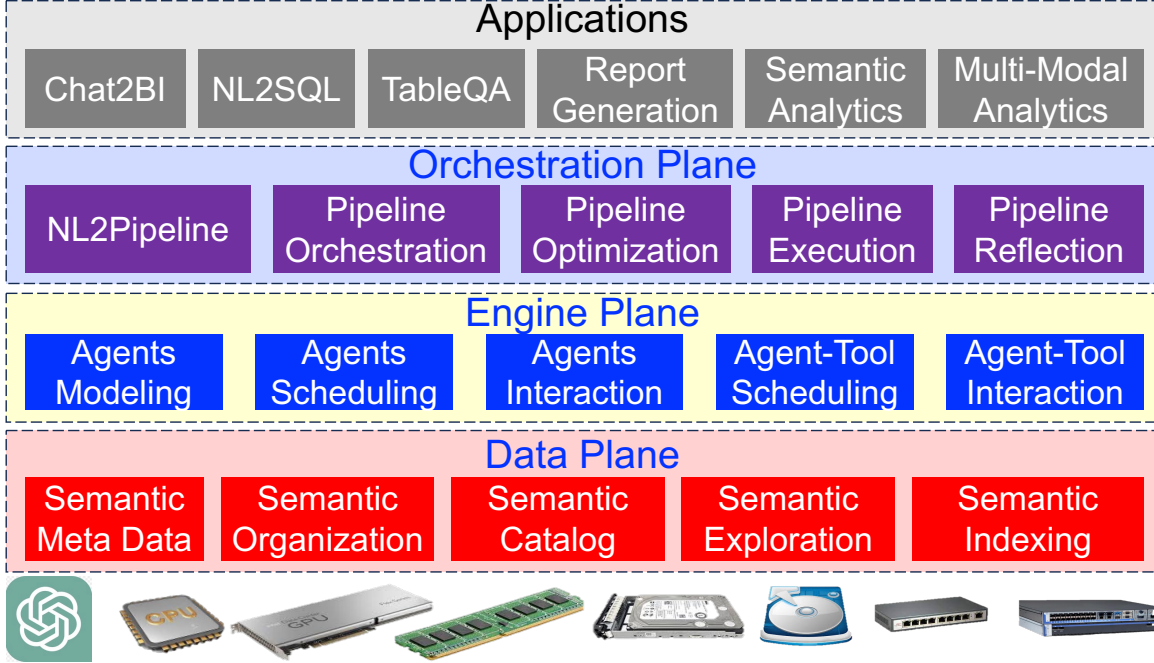 Applications
Chat2BI
NL2SQL
TableQA
Report
Generation
Semantic
Analytics
Multi-Modal
Analytics
Orchestration Plane
NL2Pipeline
Pipeline
Orchestration
Pipeline
Optimization
Pipeline
Execution
Pipeline
Reflection
Engine Plane
Agents
Modeling
Agents
Scheduling
Agents
Interaction
Agent-Tool
Scheduling
Agent-Tool
Interaction
Data Plane
Semantic
Meta Data
Semantic
Organization
Semantic
Catalog
Semantic
Exploration
Semantic
Indexing
CPU
GPU